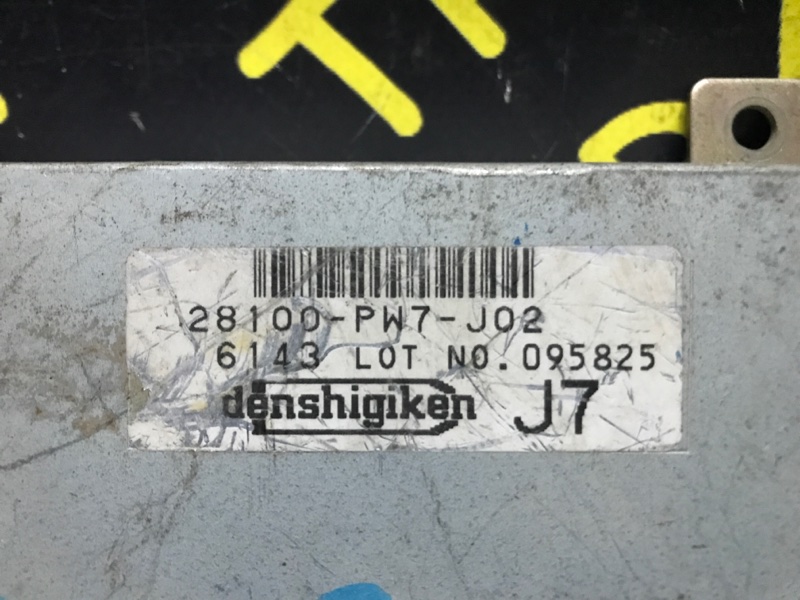 28100-PW7-J02
6143 LOT NO.095825
denshigiken J7